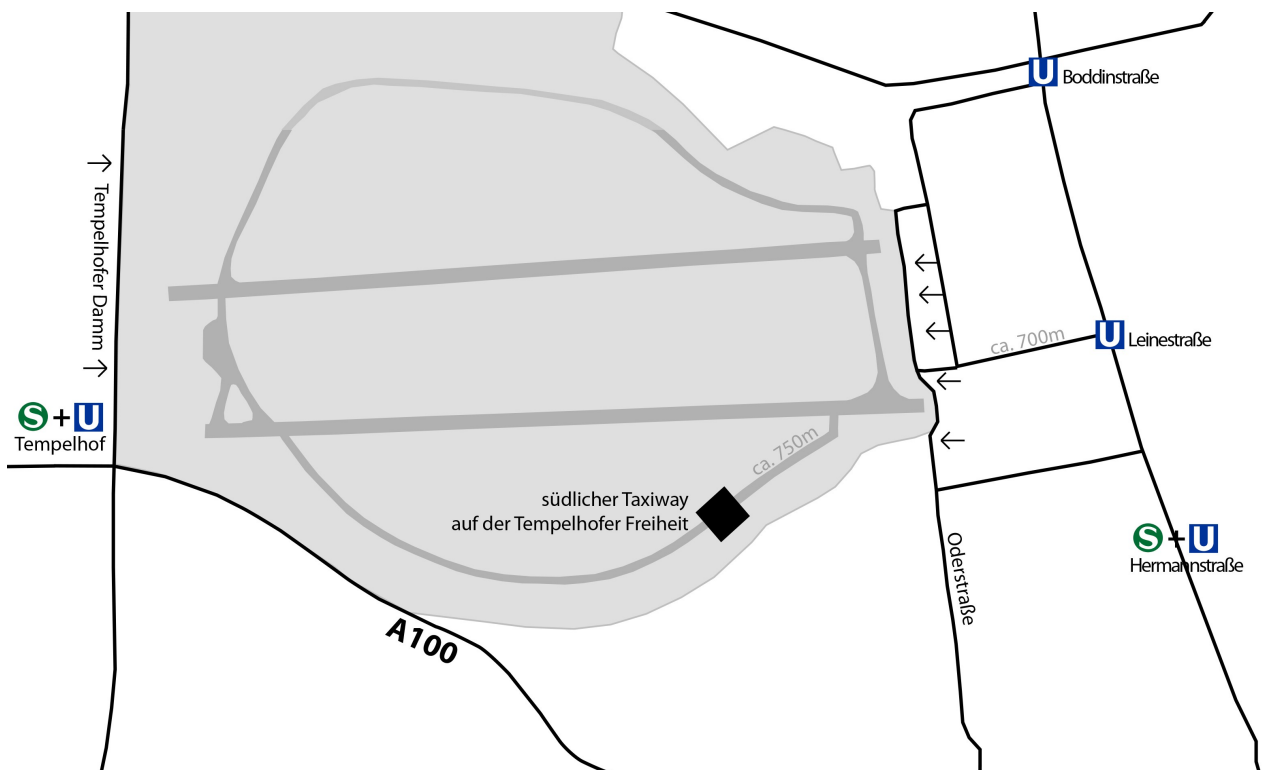 U Boddinstraße
Tempelhofer Damm
ca. 700m
U Leinestraße
S + U
Tempelhof
ca. 750m
südlicher Taxiway
auf der Tempelhofer Freiheit
S + U
Hermannstraße
Oderstraße
A100